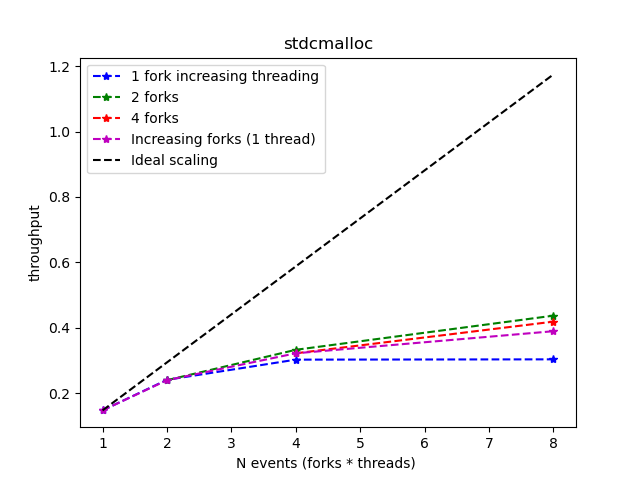 stdcmalloc
1 fork increasing threading
2 forks
4 forks
Increasing forks (1 thread)
Ideal scaling
throughput
1.2
1.0
0.8
0.6
0.4
0.2
1 2 3 4 5 6 7 8
N events (forks * threads)